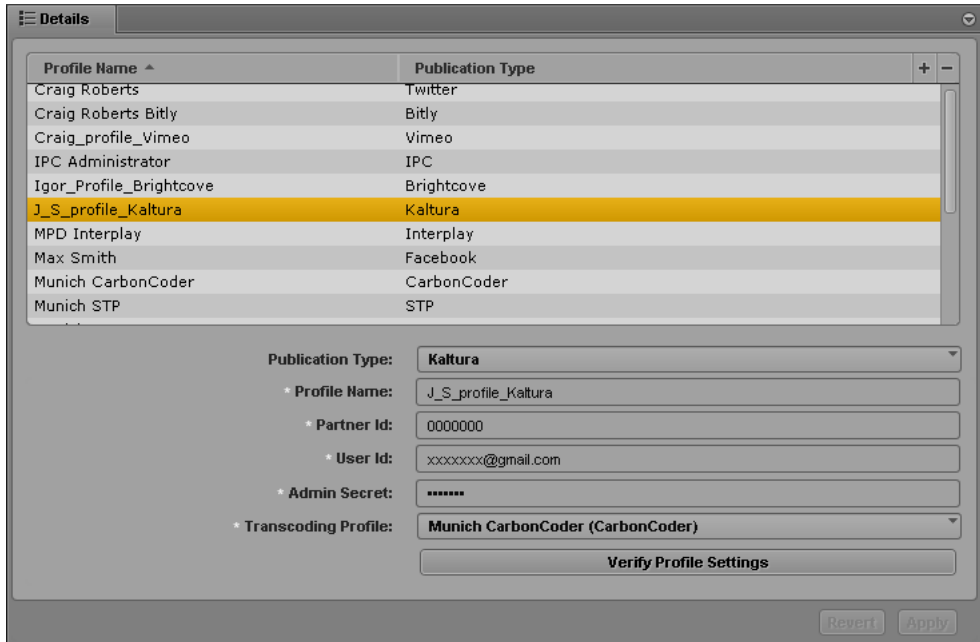 Details
Profile Name Publication Type + −
Craig Roberts Twitter
Craig Roberts Bitly Bitly
Craig_profile_Vimeo Vimeo
IPC Administrator IPC
Igor_Profile_Brightcove Brightcove
J_S_profile_Kaltura Kaltura
MPD Interplay Interplay
Max Smith Facebook
Munich CarbonCoder CarbonCoder
Munich STP STP
Publication Type: Kaltura
* Profile Name: J_S_profile_Kaltura
* Partner Id: 0000000
* User Id: xxxxxxx@gmail.com
* Admin Secret: •••••••
* Transcoding Profile: Munich CarbonCoder (CarbonCoder)
Verify Profile Settings
Revert Apply